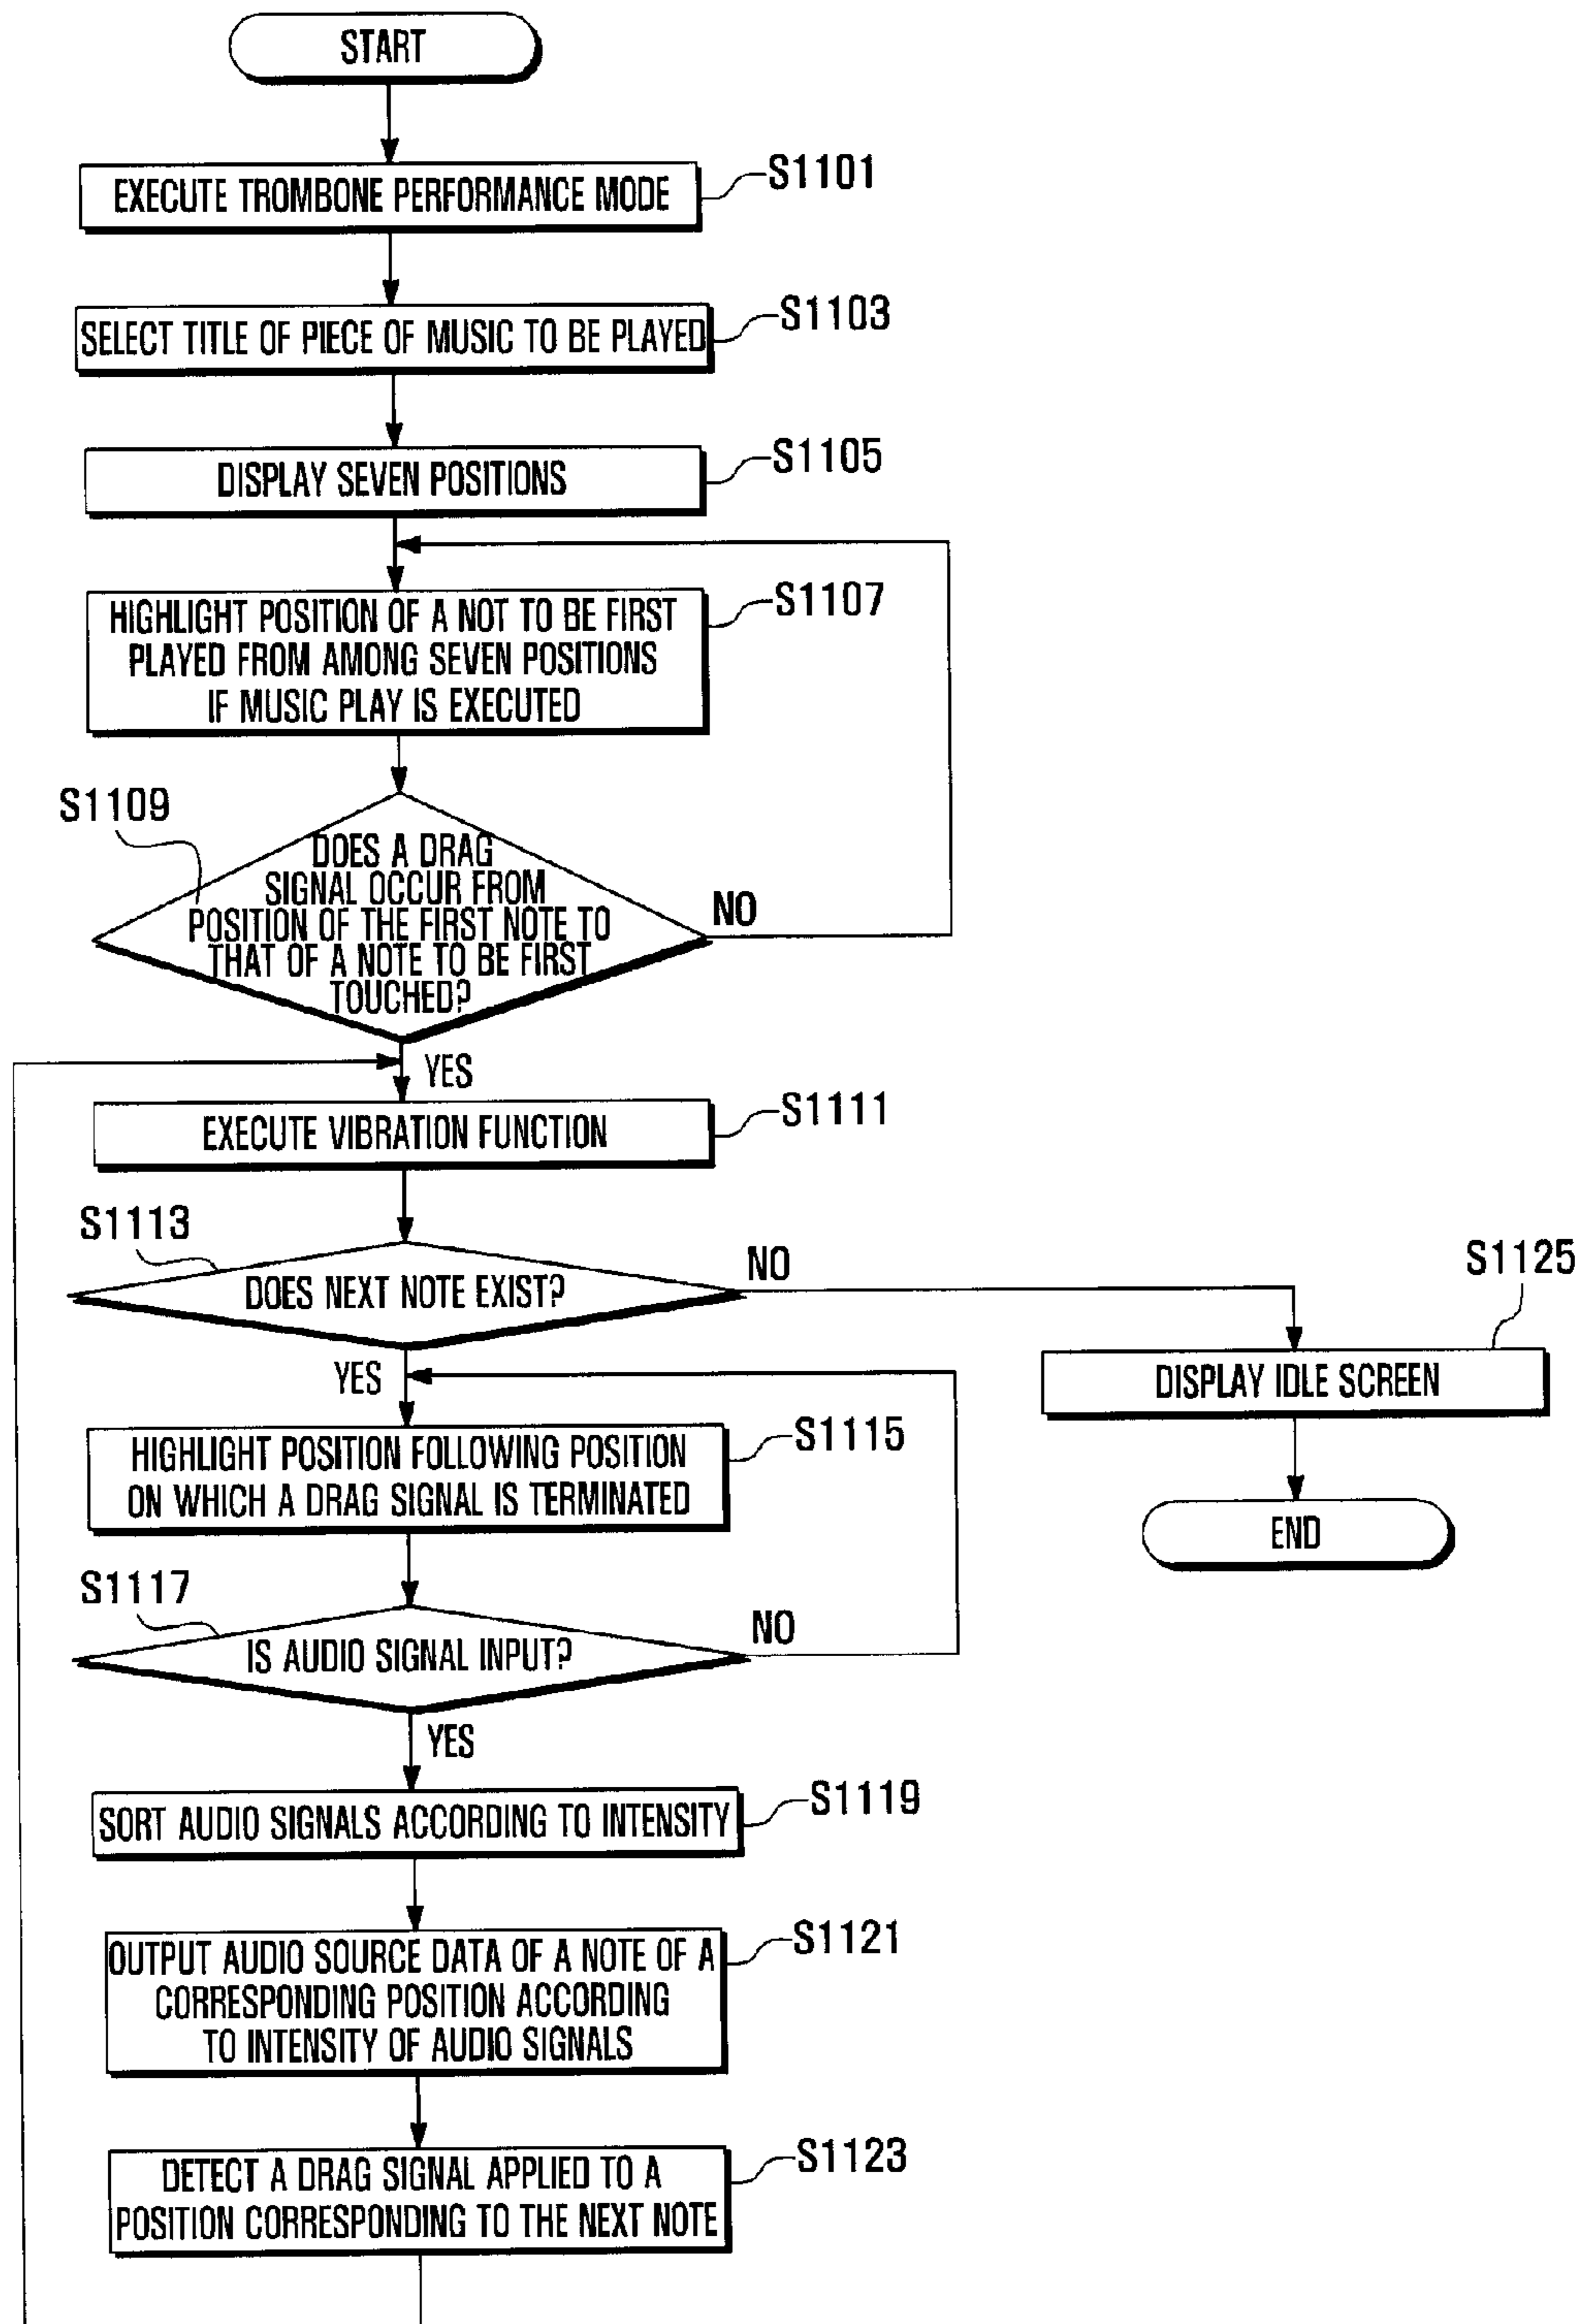 START
EXECUTE TROMBONE PERFORMANCE MODE
S1101
SELECT TITLE OF PIECE OF MUSIC TO BE PLAYED
S1103
DISPLAY SEVEN POSITIONS
S1105
HIGHLIGHT POSITION OF A NOT TO BE FIRST
PLAYED FROM AMONG SEVEN POSITIONS
IF MUSIC PLAY IS EXECUTED
S1107
S1109
DOES A DRAG
SIGNAL OCCUR FROM
POSITION OF THE FIRST NOTE TO
THAT OF A NOTE TO BE FIRST
TOUCHED?
NO
YES
EXECUTE VIBRATION FUNCTION
S1111
S1113
DOES NEXT NOTE EXIST?
NO
S1125
DISPLAY IDLE SCREEN
END
YES
HIGHLIGHT POSITION FOLLOWING POSITION
ON WHICH A DRAG SIGNAL IS TERMINATED
S1115
S1117
IS AUDIO SIGNAL INPUT?
NO
YES
SORT AUDIO SIGNALS ACCORDING TO INTENSITY
S1119
OUTPUT AUDIO SOURCE DATA OF A NOTE OF A
CORRESPONDING POSITION ACCORDING
TO INTENSITY OF AUDIO SIGNALS
S1121
DETECT A DRAG SIGNAL APPLIED TO A
POSITION CORRESPONDING TO THE NEXT NOTE
S1123